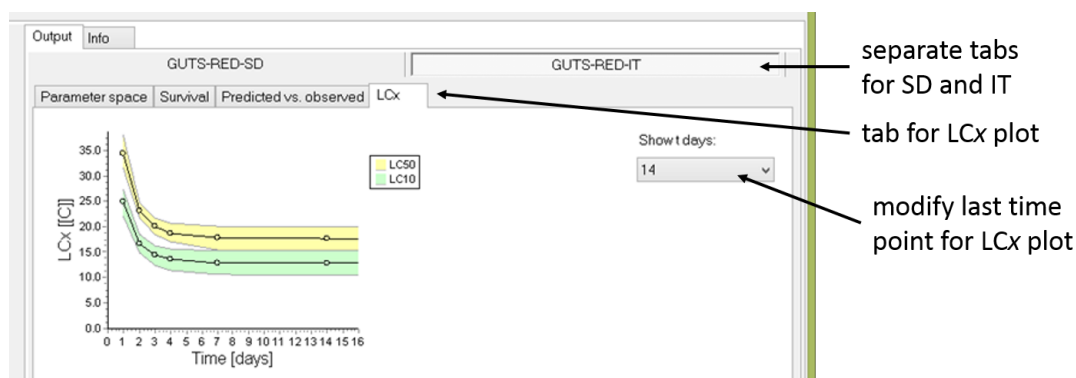 Output Info
GUTS-RED-SD GUTS-RED-IT
Parameter space Survival Predicted vs. observed LCx
separate tabs
for SD and IT
tab for LCx plot
Show t days:
14
modify last time
point for LCx plot
LC50
LC10
LCx [[C]]
35.0
30.0
25.0
20.0
15.0
10.0
5.0
0.0
0 1 2 3 4 5 6 7 8 9 10 11 12 13 14 15 16
Time [days]